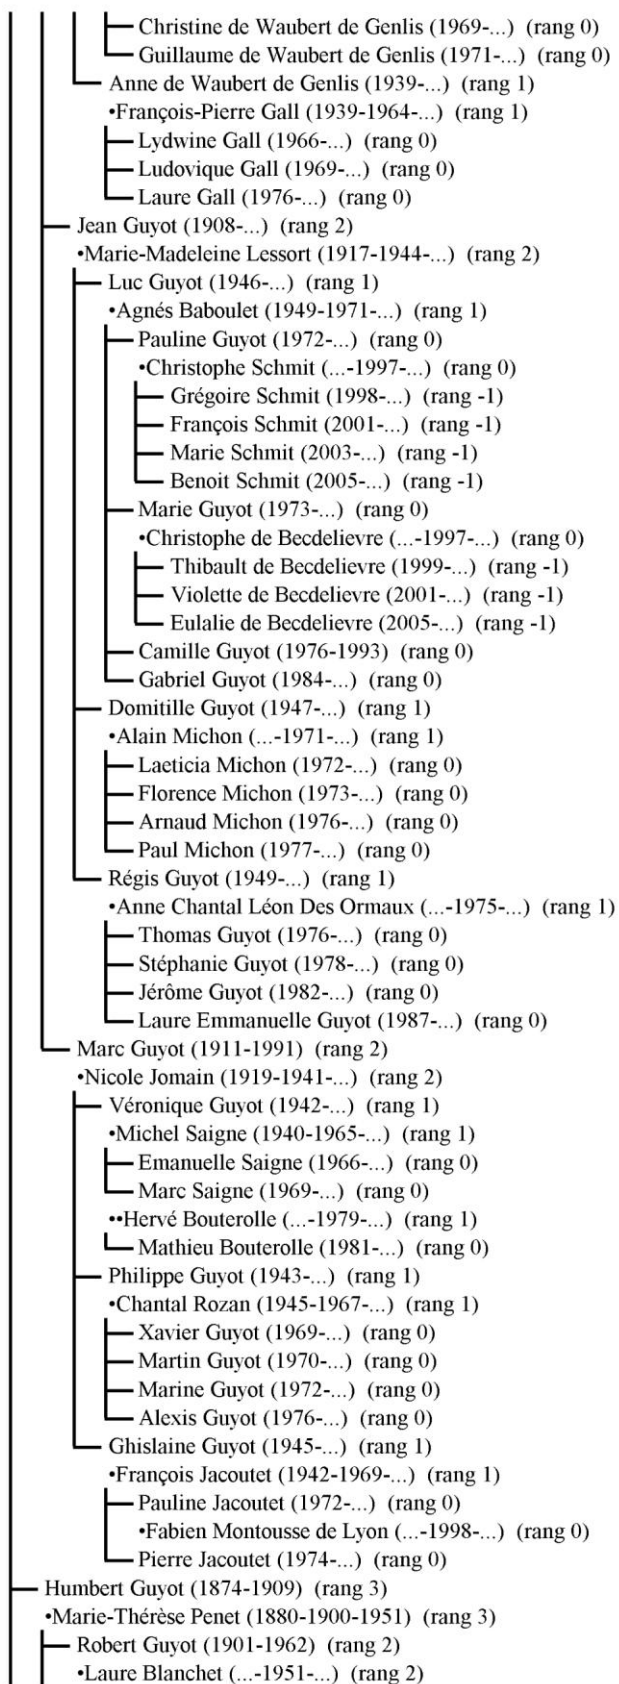 Christine de Waubert de Genlis (1969-...) (rang 0)
Guillaume de Waubert de Genlis (1971-...) (rang 0)
Anne de Waubert de Genlis (1939-...) (rang 1)
•François-Pierre Gall (1939-1964-...) (rang 1)
Lydwine Gall (1966-...) (rang 0)
Ludovique Gall (1969-...) (rang 0)
Laure Gall (1976-...) (rang 0)
Jean Guyot (1908-...) (rang 2)
•Marie-Madeleine Lessort (1917-1944-...) (rang 2)
Luc Guyot (1946-...) (rang 1)
•Agnés Baboulet (1949-1971-...) (rang 1)
Pauline Guyot (1972-...) (rang 0)
•Christophe Schmit (...-1997-...) (rang 0)
Grégoire Schmit (1998-...) (rang -1)
François Schmit (2001-...) (rang -1)
Marie Schmit (2003-...) (rang -1)
Benoit Schmit (2005-...) (rang -1)
Marie Guyot (1973-...) (rang 0)
•Christophe de Becdelievre (...-1997-...) (rang 0)
Thibault de Becdelievre (1999-...) (rang -1)
Violette de Becdelievre (2001-...) (rang -1)
Eulalie de Becdelievre (2005-...) (rang -1)
Camille Guyot (1976-1993) (rang 0)
Gabriel Guyot (1984-...) (rang 0)
Domitille Guyot (1947-...) (rang 1)
•Alain Michon (...-1971-...) (rang 1)
Laeticia Michon (1972-...) (rang 0)
Florence Michon (1973-...) (rang 0)
Arnaud Michon (1976-...) (rang 0)
Paul Michon (1977-...) (rang 0)
Régis Guyot (1949-...) (rang 1)
•Anne Chantal Léon Des Ormaux (...-1975-...) (rang 1)
Thomas Guyot (1976-...) (rang 0)
Stéphanie Guyot (1978-...) (rang 0)
Jérôme Guyot (1982-...) (rang 0)
Laure Emmanuelle Guyot (1987-...) (rang 0)
Marc Guyot (1911-1991) (rang 2)
•Nicole Jomain (1919-1941-...) (rang 2)
Véronique Guyot (1942-...) (rang 1)
•Michel Saigne (1940-1965-...) (rang 1)
Emanuelle Saigne (1966-...) (rang 0)
Marc Saigne (1969-...) (rang 0)
••Hervé Bouterolle (...-1979-...) (rang 1)
Mathieu Bouterolle (1981-...) (rang 0)
Philippe Guyot (1943-...) (rang 1)
•Chantal Rozan (1945-1967-...) (rang 1)
Xavier Guyot (1969-...) (rang 0)
Martin Guyot (1970-...) (rang 0)
Marine Guyot (1972-...) (rang 0)
Alexis Guyot (1976-...) (rang 0)
Ghislaine Guyot (1945-...) (rang 1)
•François Jacoutet (1942-1969-...) (rang 1)
Pauline Jacoutet (1972-...) (rang 0)
•Fabien Montousse de Lyon (...-1998-...) (rang 0)
Pierre Jacoutet (1974-...) (rang 0)
Humbert Guyot (1874-1909) (rang 3)
•Marie-Thérèse Penet (1880-1900-1951) (rang 3)
Robert Guyot (1901-1962) (rang 2)
•Laure Blanchet (...-1951-...) (rang 2)